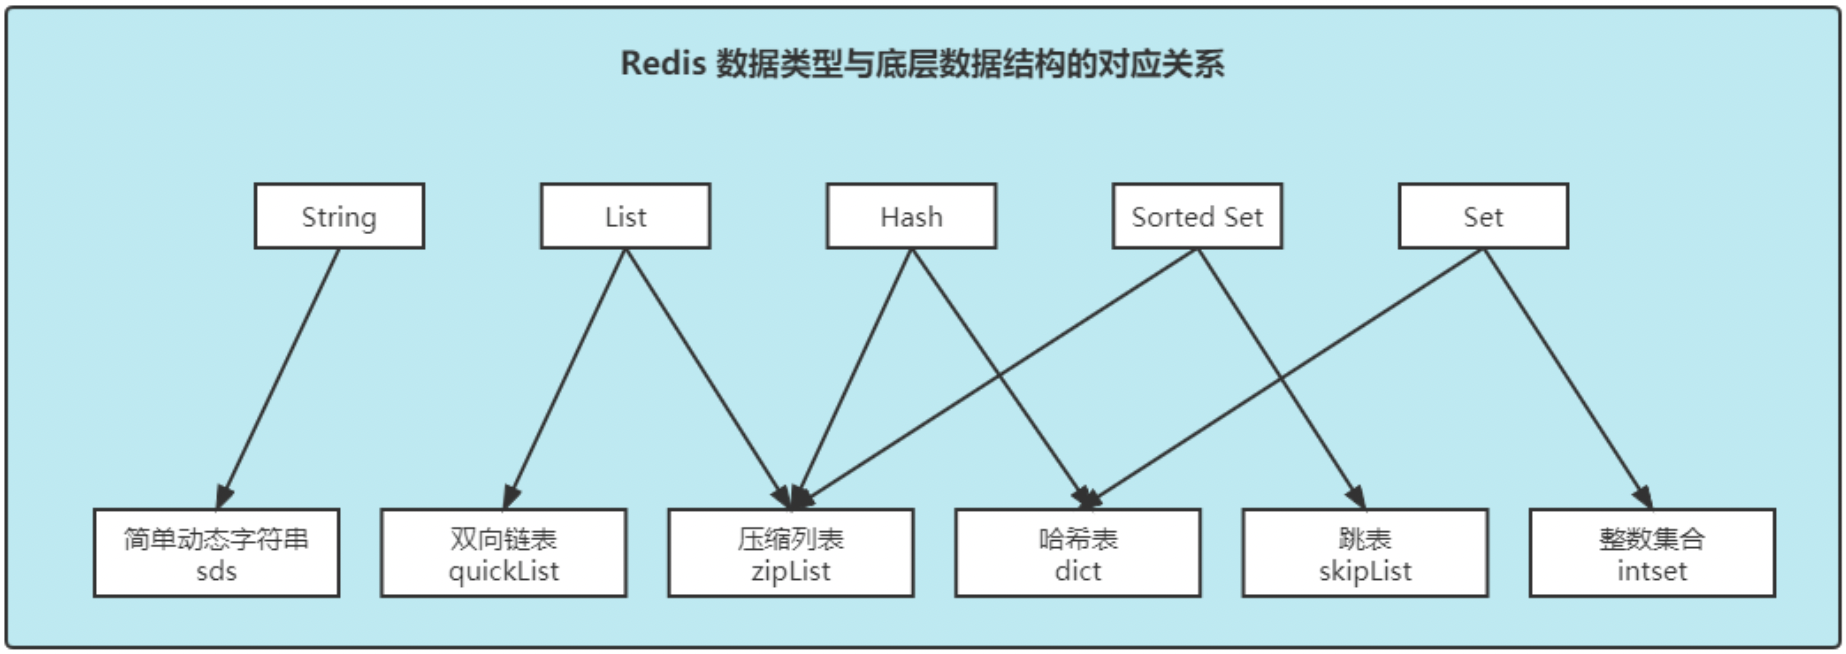 Redis 数据类型与底层数据结构的对应关系
String
List
Hash
Sorted Set
Set
简单动态字符串
sds
双向链表
quickList
压缩列表
zipList
哈希表
dict
跳表
skipList
整数集合
intset